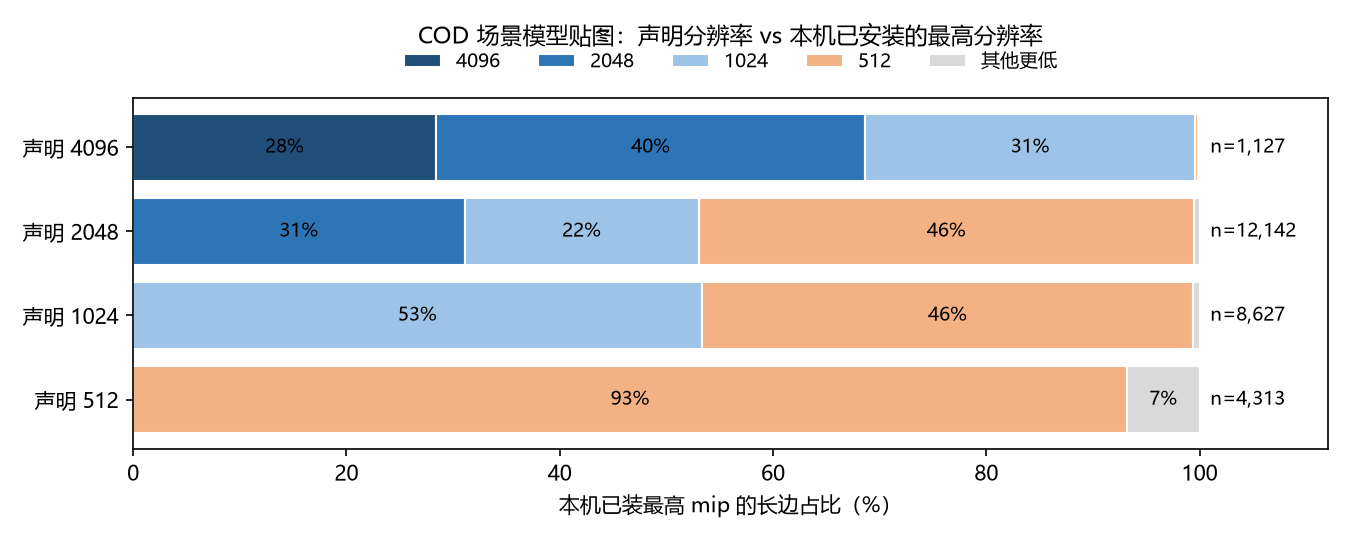 COD 场景模型贴图：声明分辨率 vs 本机已安装的最高分辨率
4096 2048 1024 512 其他更低
声明 4096 28% 40% 31% n=1,127
声明 2048 31% 22% 46% n=12,142
声明 1024 53% 46% n=8,627
声明 512 93% 7% n=4,313
0 20 40 60 80 100
本机已装最高 mip 的长边占比（%）